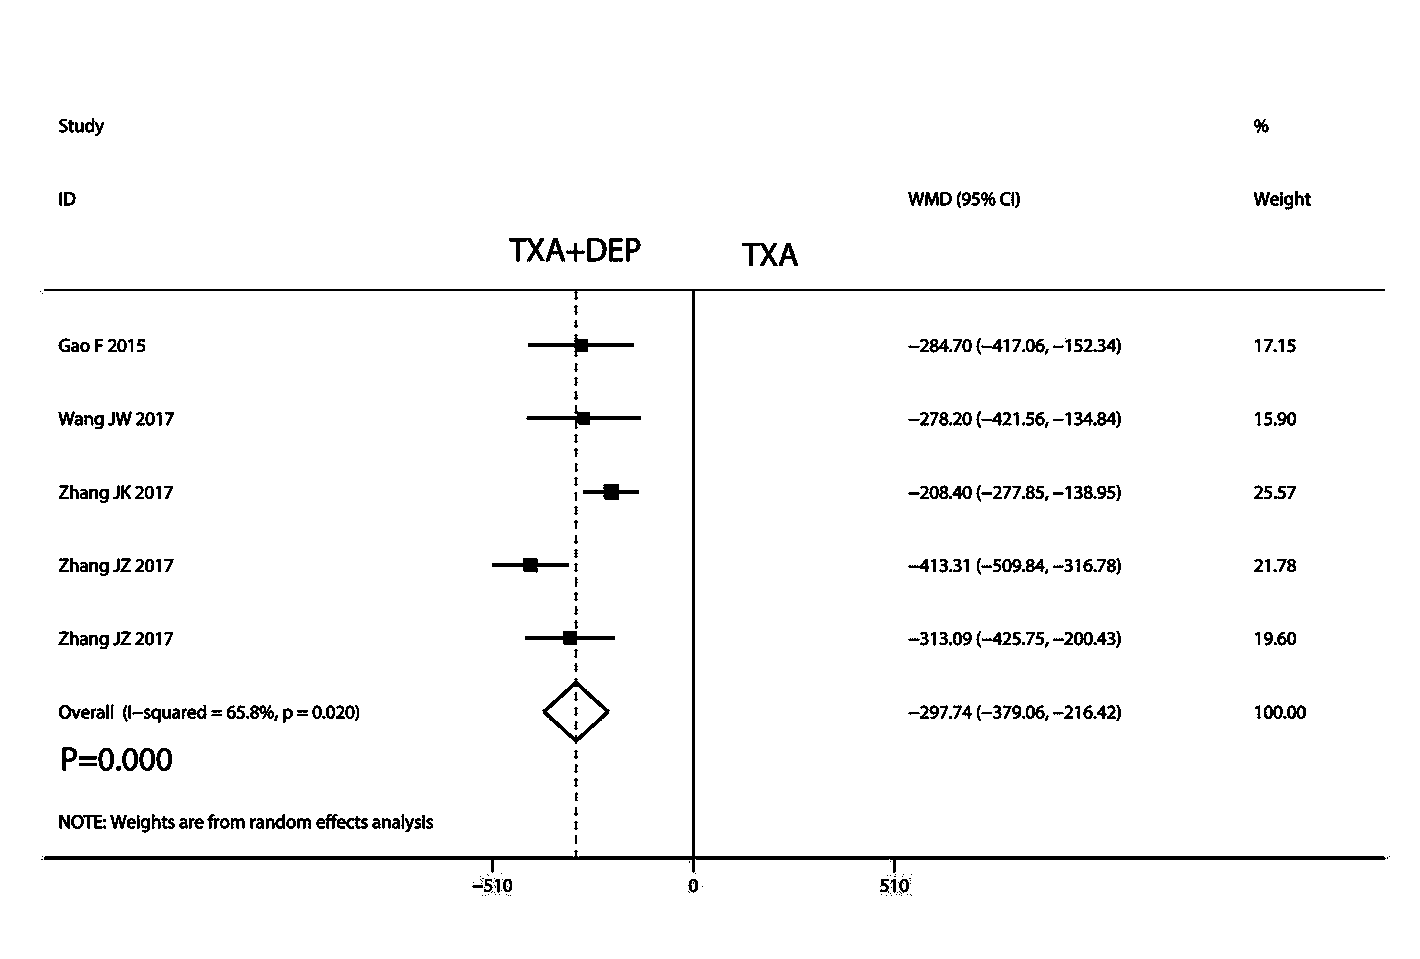 Study %
ID WMD (95% CI) Weight
TXA+DEP TXA
Gao F 2015 −284.70 (−417.06, −152.34) 17.15
Wang JW 2017 −278.20 (−421.56, −134.84) 15.90
Zhang JK 2017 −208.40 (−277.85, −138.95) 25.57
Zhang JZ 2017 −413.31 (−509.84, −316.78) 21.78
Zhang JZ 2017 −313.09 (−425.75, −200.43) 19.60
Overall (I−squared = 65.8%, p = 0.020) −297.74 (−379.06, −216.42) 100.00
P=0.000
NOTE: Weights are from random effects analysis
−510 0 510